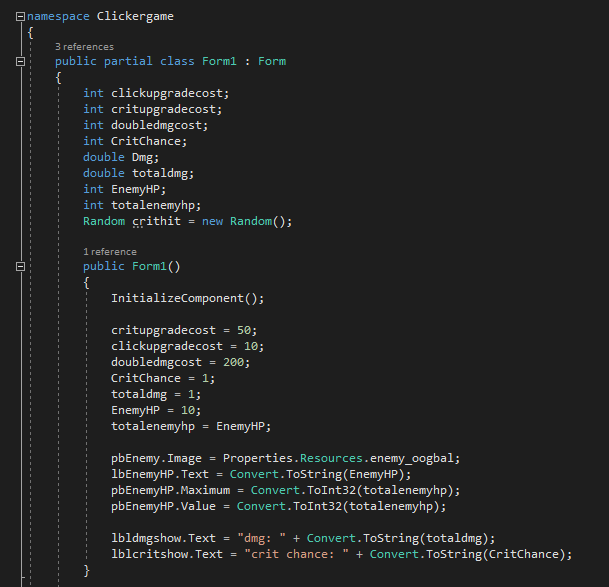 namespace Clickergame
{
3 references
public partial class Form1 : Form
{
int clickupgradecost;
int critupgradecost;
int doubledmgcost;
int CritChance;
double Dmg;
double totaldmg;
int EnemyHP;
int totalenemyhp;
Random crithit = new Random();
1 reference
public Form1()
{
InitializeComponent();
critupgradecost = 50;
clickupgradecost = 10;
doubledmgcost = 200;
CritChance = 1;
totaldmg = 1;
EnemyHP = 10;
totalenemyhp = EnemyHP;
pbEnemy.Image = Properties.Resources.enemy_oogbal;
lbEnemyHP.Text = Convert.ToString(EnemyHP);
pbEnemyHP.Maximum = Convert.ToInt32(totalenemyhp);
pbEnemyHP.Value = Convert.ToInt32(totalenemyhp);
lbldmgshow.Text = "dmg: " + Convert.ToString(totaldmg);
lblcritshow.Text = "crit chance: " + Convert.ToString(CritChance);
}